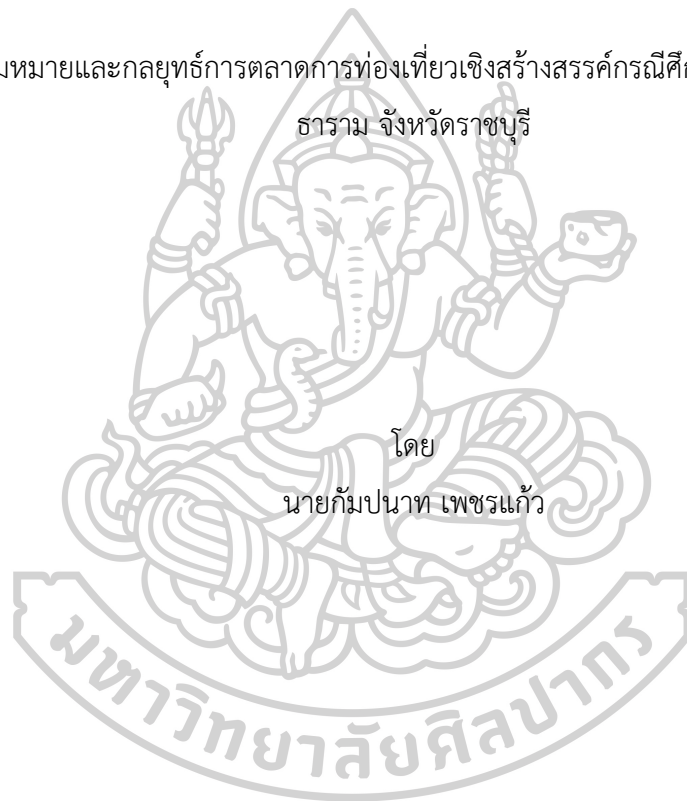 มหมายและกลยุทธ์การตลาดการท่องเที่ยวเชิงสร้างสรรค์กรณีศึก
ธาราม จังหวัดราชบุรี
โดย
นายกัมปนาท เพชรแก้ว
มหาวิทยาลัยศิลปากร